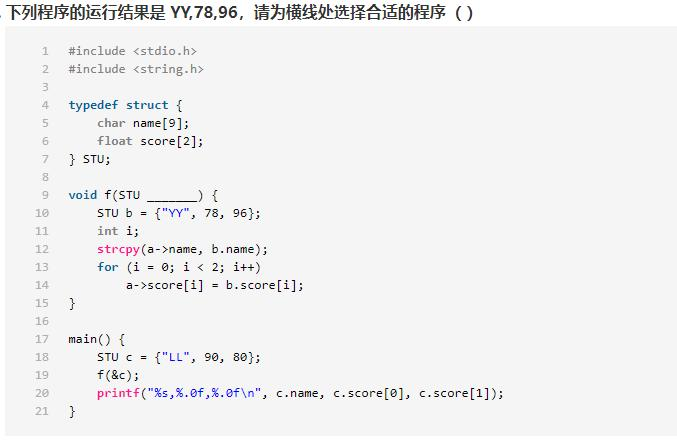 . 下列程序的运行结果是 YY,78,96，请为横线处选择合适的程序（ ）
1 #include <stdio.h>
2 #include <string.h>
3
4 typedef struct {
5     char name[9];
6     float score[2];
7 } STU;
8
9 void f(STU _______) {
10     STU b = {"YY", 78, 96};
11     int i;
12     strcpy(a->name, b.name);
13     for (i = 0; i < 2; i++)
14         a->score[i] = b.score[i];
15 }
16
17 main() {
18     STU c = {"LL", 90, 80};
19     f(&c);
20     printf("%s,%.0f,%.0f\n", c.name, c.score[0], c.score[1]);
21 }